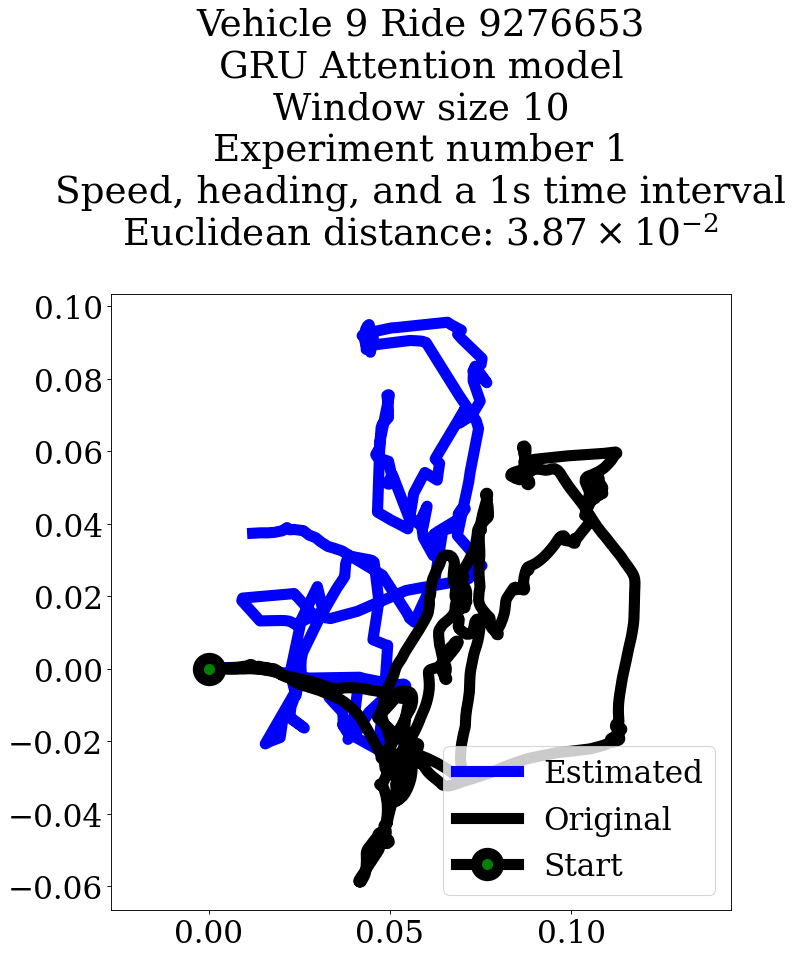 Vehicle 9 Ride 9276653
GRU Attention model
Window size 10
Experiment number 1
Speed, heading, and a 1s time interval
Euclidean distance: 3.87 × 10⁻²
0.10
0.08
0.06
0.04
0.02
0.00
−0.02
−0.04
−0.06
Estimated
Original
Start
0.00 0.05 0.10